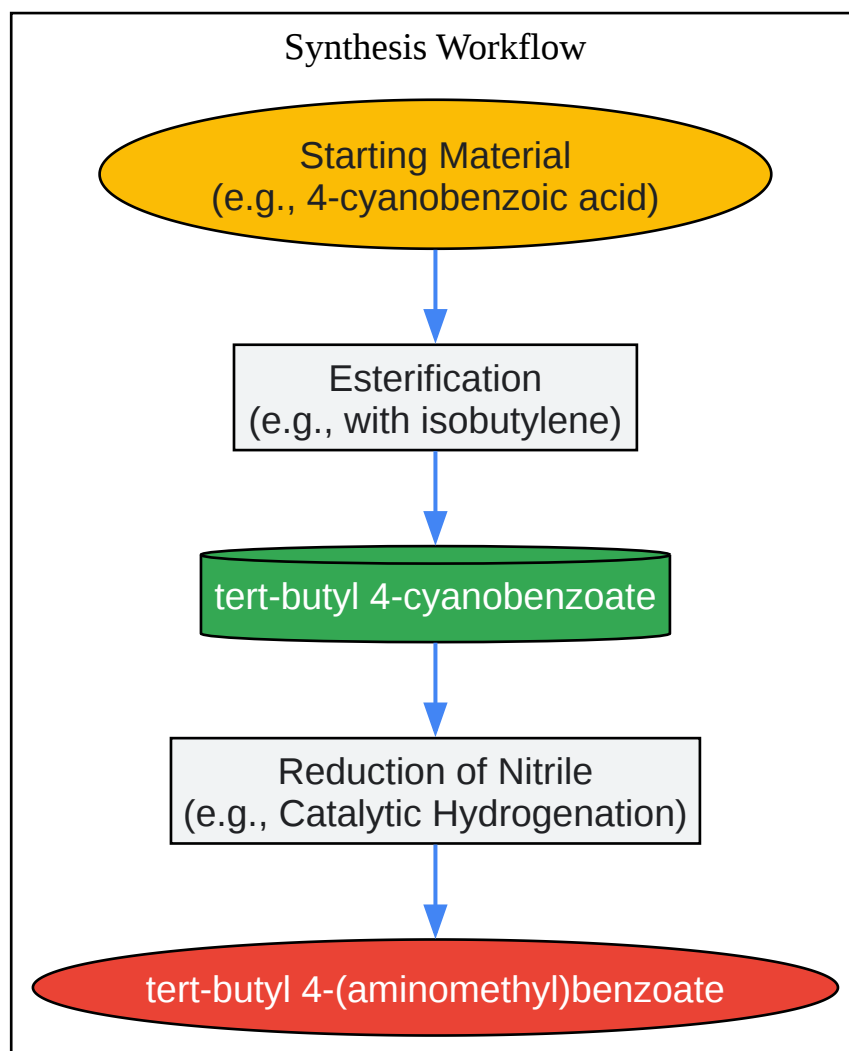 Synthesis Workflow
Starting Material
(e.g., 4-cyanobenzoic acid)
Esterification
(e.g., with isobutylene)
tert-butyl 4-cyanobenzoate
Reduction of Nitrile
(e.g., Catalytic Hydrogenation)
tert-butyl 4-(aminomethyl)benzoate